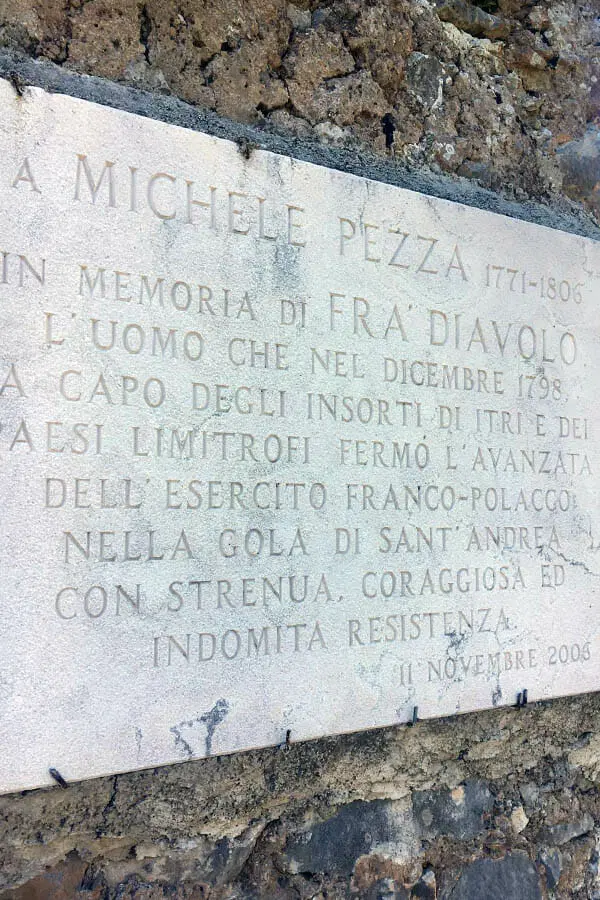 A MICHELE PEZZA 1771-1806
IN MEMORIA DI FRA' DIAVOLO
L'UOMO CHE NEL DICEMBRE 1798.
A CAPO DEGLI INSORTI DI ITRI E DEI
PAESI LIMITROFI FERMÒ L'AVANZATA
DELL'ESERCITO FRANCO-POLACCO
NELLA GOLA DI SANT'ANDREA
CON STRENUA, CORAGGIOSA ED
INDOMITA RESISTENZA.
11 NOVEMBRE 2006